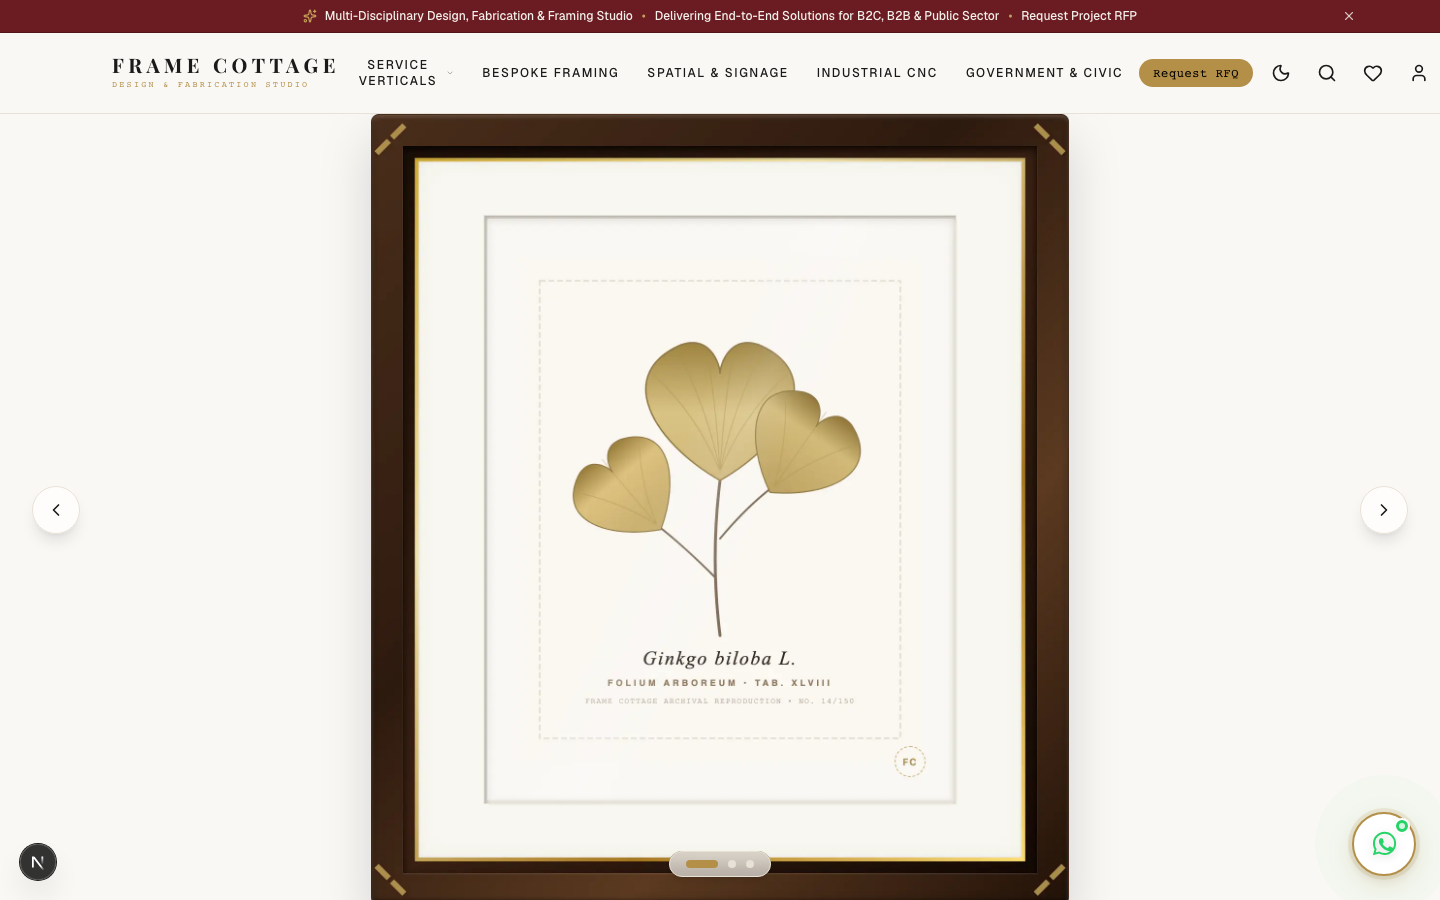 Multi-Disciplinary Design, Fabrication & Framing Studio • Delivering End-to-End Solutions for B2C, B2B & Public Sector • Request Project RFP
FRAME COTTAGE
DESIGN & FABRICATION STUDIO
SERVICE
VERTICALS
BESPOKE FRAMING
SPATIAL & SIGNAGE
INDUSTRIAL CNC
GOVERNMENT & CIVIC
Request RFQ
Ginkgo biloba L.
FOLIUM ARBOREUM • TAB. XLVIII
FRAME COTTAGE ARCHIVAL REPRODUCTION • NO. 14/150
FC
N